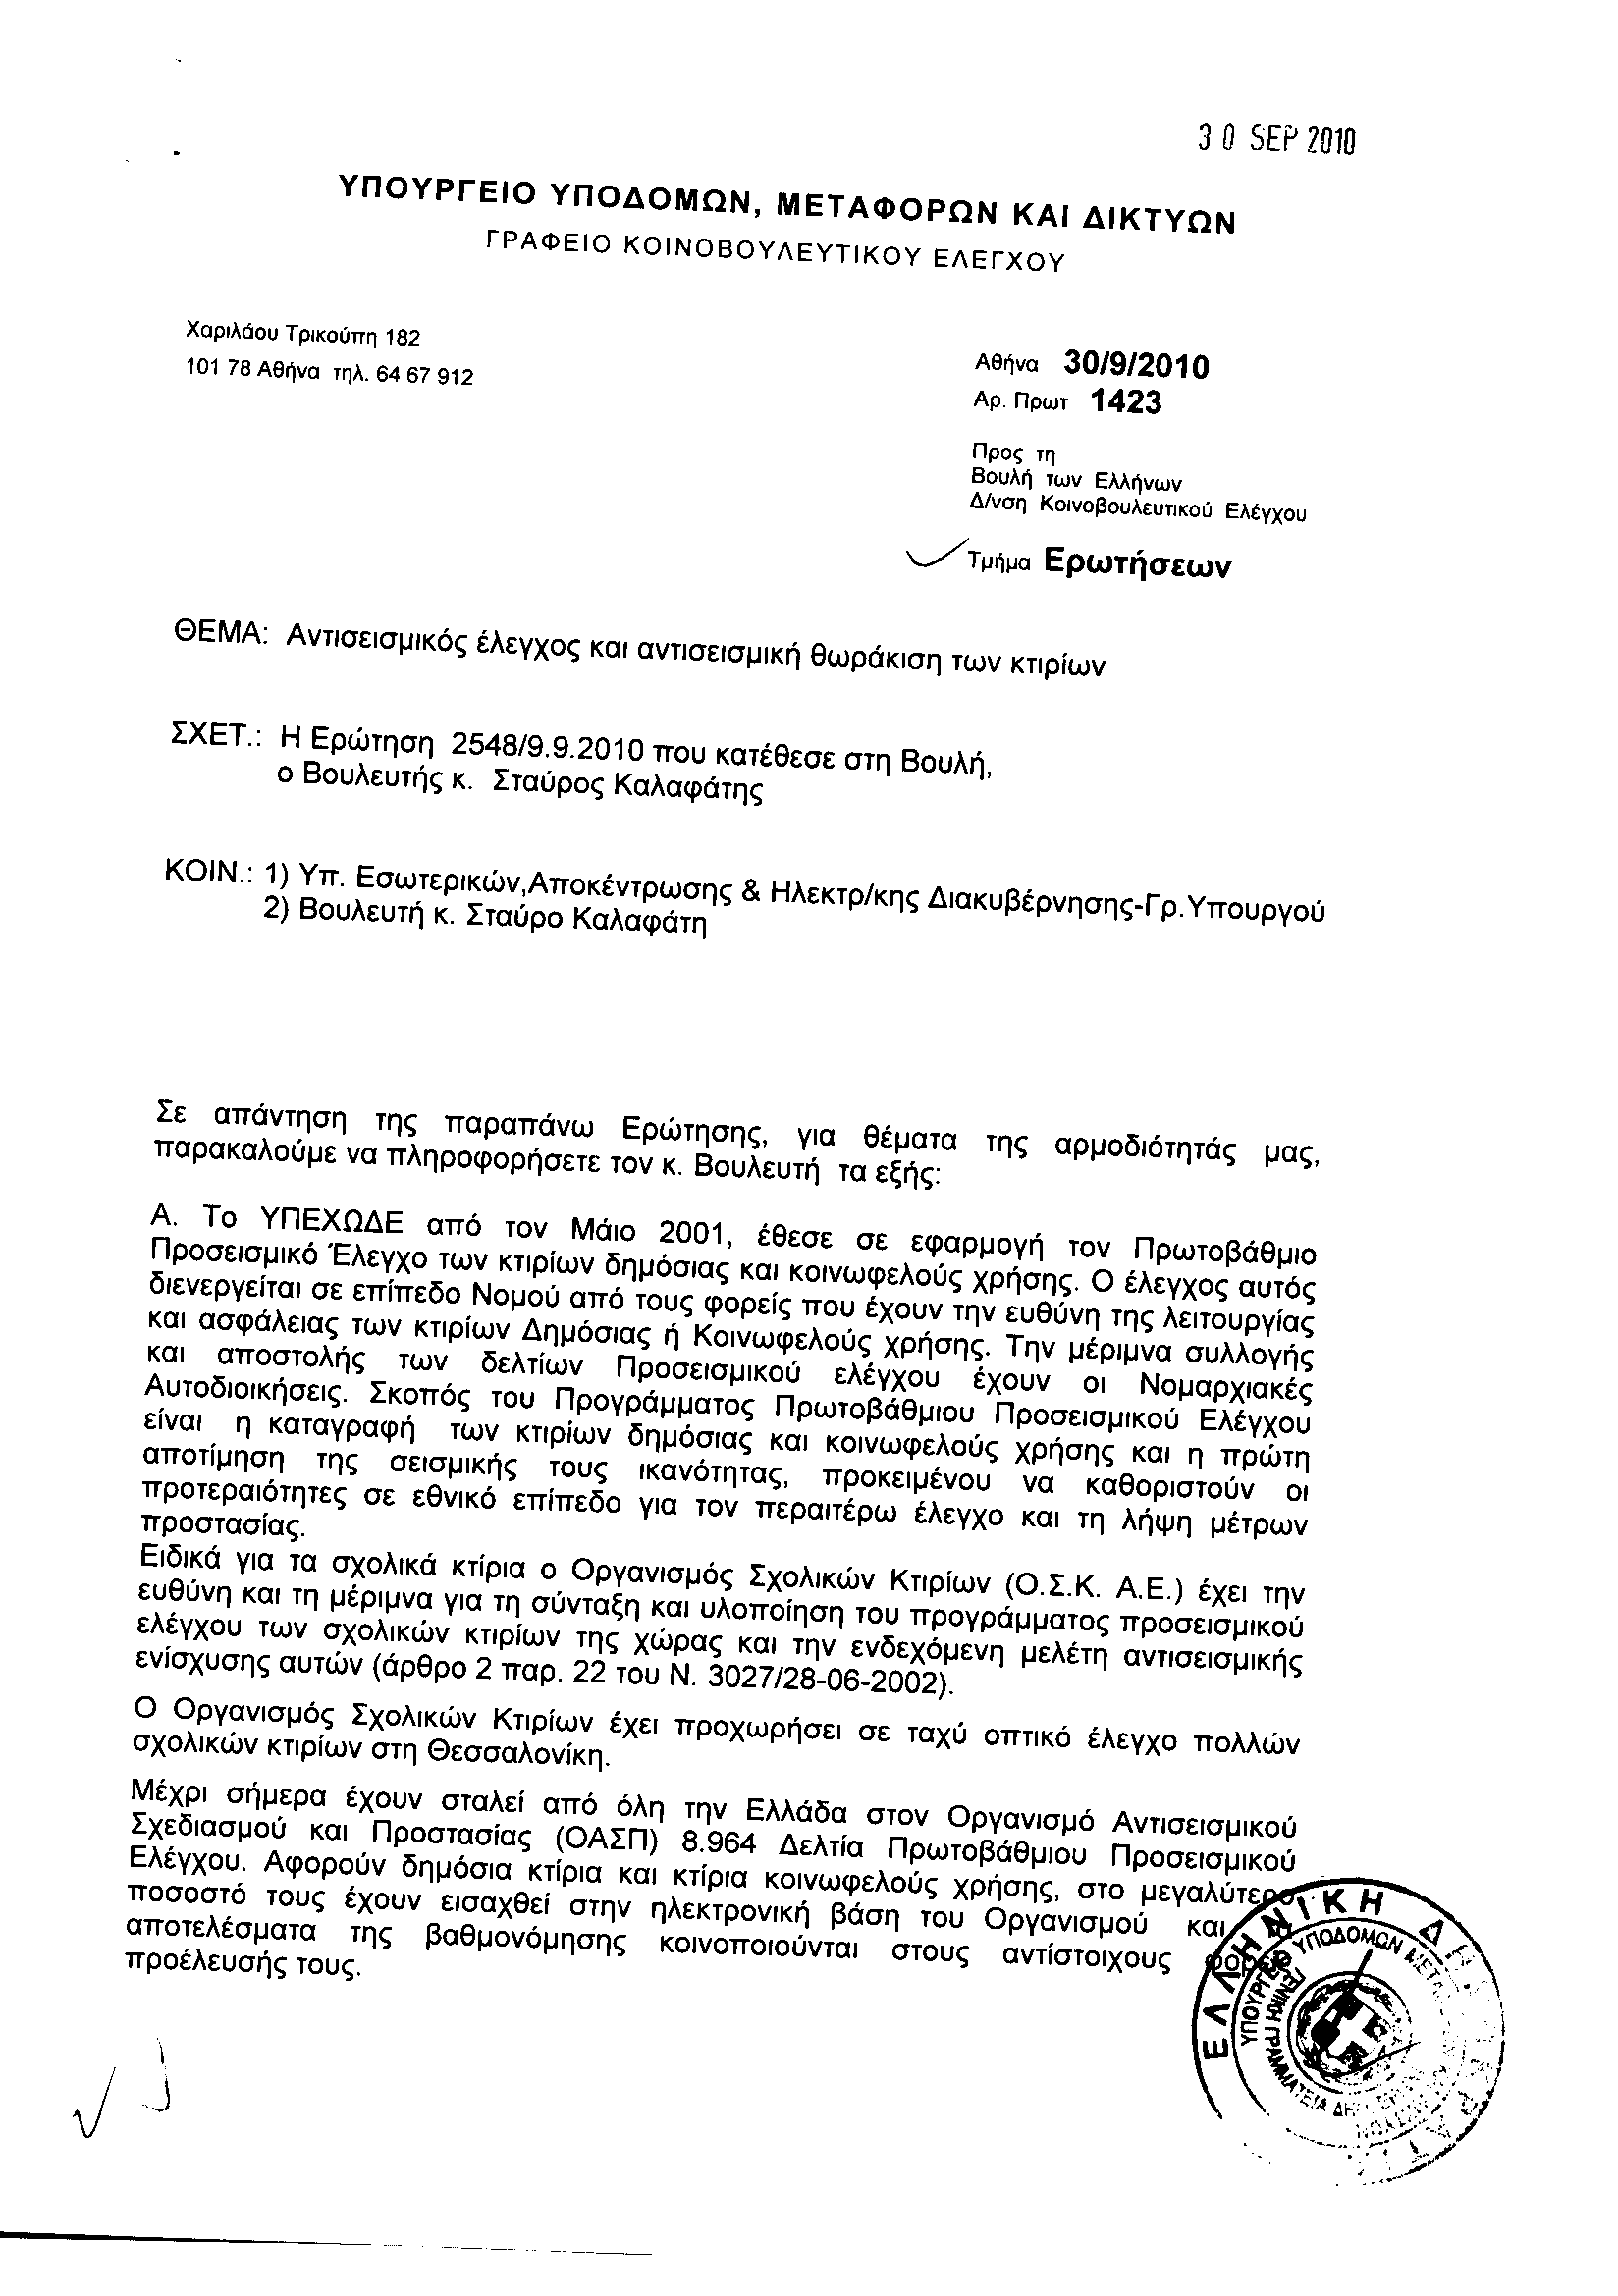 30 SEP 2010
ΥΠΟΥΡΓΕΙΟ ΥΠΟΔΟΜΩΝ, ΜΕΤΑΦΟΡΩΝ ΚΑΙ ΔΙΚΤΥΩΝ
ΓΡΑΦΕΙΟ ΚΟΙΝΟΒΟΥΛΕΥΤΙΚΟΥ ΕΛΕΓΧΟΥ
Χαριλάου Τρικούπη 182
101 78 Αθήνα τηλ. 64 67 912
Αθήνα 30/9/2010
Αρ. Πρωτ 1423
Προς τη
Βουλή των Ελλήνων
Δ/νση Κοινοβουλευτικού Ελέγχου
Τμήμα Ερωτήσεων
ΘΕΜΑ: Αντισεισμικός έλεγχος και αντισεισμική θωράκιση των κτιρίων
ΣΧΕΤ.: Η Ερώτηση 2548/9.9.2010 που κατέθεσε στη Βουλή,
ο Βουλευτής κ. Σταύρος Καλαφάτης
ΚΟΙΝ.: 1) Υπ. Εσωτερικών,Αποκέντρωσης & Ηλεκτρ/κης Διακυβέρνησης-Γρ.Υπουργού
2) Βουλευτή κ. Σταύρο Καλαφάτη
Σε απάντηση της παραπάνω Ερώτησης, για θέματα της αρμοδιότητάς μας,
παρακαλούμε να πληροφορήσετε τον κ. Βουλευτή τα εξής:
Α. Το ΥΠΕΧΩΔΕ από τον Μάιο 2001, έθεσε σε εφαρμογή τον Πρωτοβάθμιο
Προσεισμικό Έλεγχο των κτιρίων δημόσιας και κοινωφελούς χρήσης. Ο έλεγχος αυτός
διενεργείται σε επίπεδο Νομού από τους φορείς που έχουν την ευθύνη της λειτουργίας
και ασφάλειας των κτιρίων Δημόσιας ή Κοινωφελούς χρήσης. Την μέριμνα συλλογής
και αποστολής των δελτίων Προσεισμικού ελέγχου έχουν οι Νομαρχιακές
Αυτοδιοικήσεις. Σκοπός του Προγράμματος Πρωτοβάθμιου Προσεισμικού Ελέγχου
είναι η καταγραφή των κτιρίων δημόσιας και κοινωφελούς χρήσης και η πρώτη
αποτίμηση της σεισμικής τους ικανότητας, προκειμένου να καθοριστούν οι
προτεραιότητες σε εθνικό επίπεδο για τον περαιτέρω έλεγχο και τη λήψη μέτρων
προστασίας.
Ειδικά για τα σχολικά κτίρια ο Οργανισμός Σχολικών Κτιρίων (Ο.Σ.Κ. Α.Ε.) έχει την
ευθύνη και τη μέριμνα για τη σύνταξη και υλοποίηση του προγράμματος προσεισμικού
ελέγχου των σχολικών κτιρίων της χώρας και την ενδεχόμενη μελέτη αντισεισμικής
ενίσχυσης αυτών (άρθρο 2 παρ. 22 του Ν. 3027/28-06-2002).
Ο Οργανισμός Σχολικών Κτιρίων έχει προχωρήσει σε ταχύ οπτικό έλεγχο πολλών
σχολικών κτιρίων στη Θεσσαλονίκη.
Μέχρι σήμερα έχουν σταλεί από όλη την Ελλάδα στον Οργανισμό Αντισεισμικού
Σχεδιασμού και Προστασίας (ΟΑΣΠ) 8.964 Δελτία Πρωτοβάθμιου Προσεισμικού
Ελέγχου. Αφορούν δημόσια κτίρια και κτίρια κοινωφελούς χρήσης, στο μεγαλύτερο
ποσοστό τους έχουν εισαχθεί στην ηλεκτρονική βάση του Οργανισμού και
αποτελέσματα της βαθμονόμησης κοινοποιούνται στους αντίστοιχους
προέλευσής τους.
ΕΛΛΗΝΙΚΗ
ΥΠΟΥΡΓΕΙΟ ΥΠΟΔΟΜΩΝ